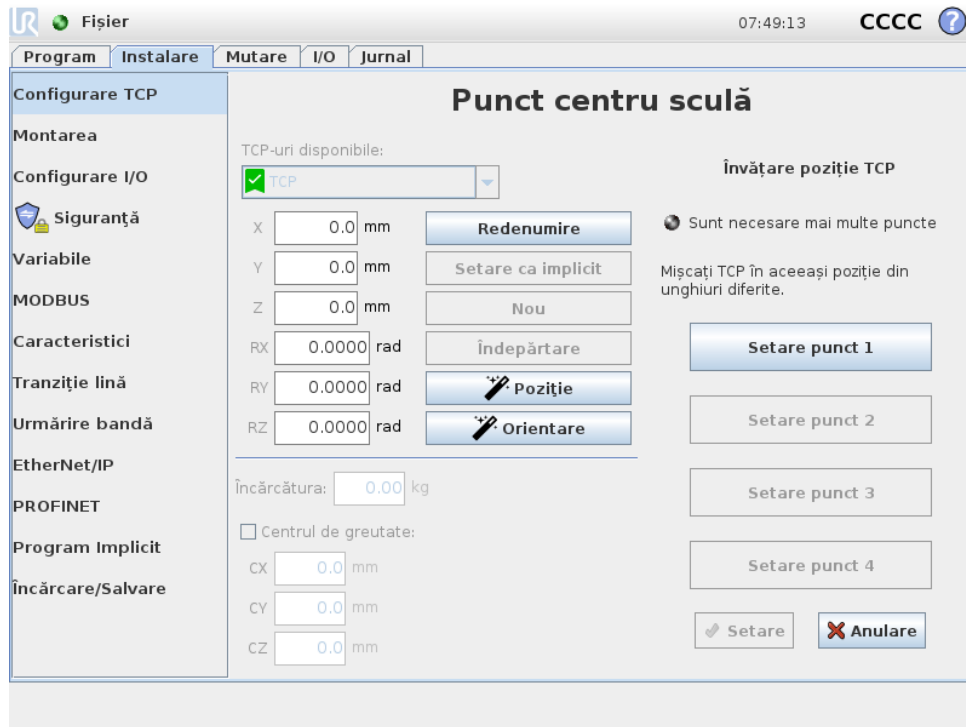 UR Fișier 07:49:13 CCCC ?
Program Instalare Mutare I/O Jurnal
Configurare TCP
Montarea
Configurare I/O
Siguranță
Variabile
MODBUS
Caracteristici
Tranziție lină
Urmărire bandă
EtherNet/IP
PROFINET
Program Implicit
Încărcare/Salvare
Punct centru sculă
TCP-uri disponibile:
TCP
X 0.0 mm Redenumire
Y 0.0 mm Setare ca implicit
Z 0.0 mm Nou
RX 0.0000 rad Îndepărtare
RY 0.0000 rad Poziție
RZ 0.0000 rad Orientare
Încărcătura: 0.00 kg
Centrul de greutate:
CX 0.0 mm
CY 0.0 mm
CZ 0.0 mm
Învățare poziție TCP
Sunt necesare mai multe puncte
Mișcați TCP în aceeași poziție din
unghiuri diferite.
Setare punct 1
Setare punct 2
Setare punct 3
Setare punct 4
Setare Anulare